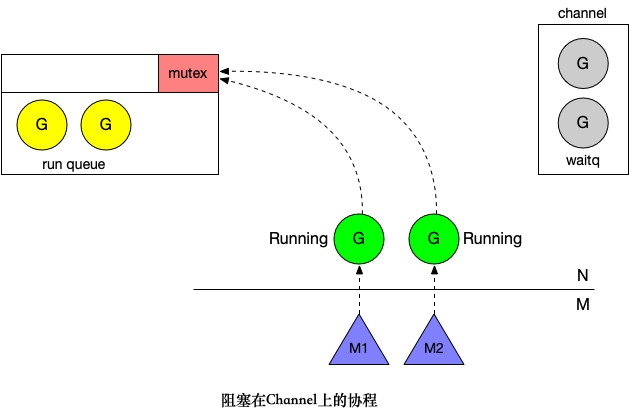 channel
mutex
G
G
G
G
run queue
waitq
Running
G
G
Running
N
M
M1
M2
阻塞在Channel上的协程